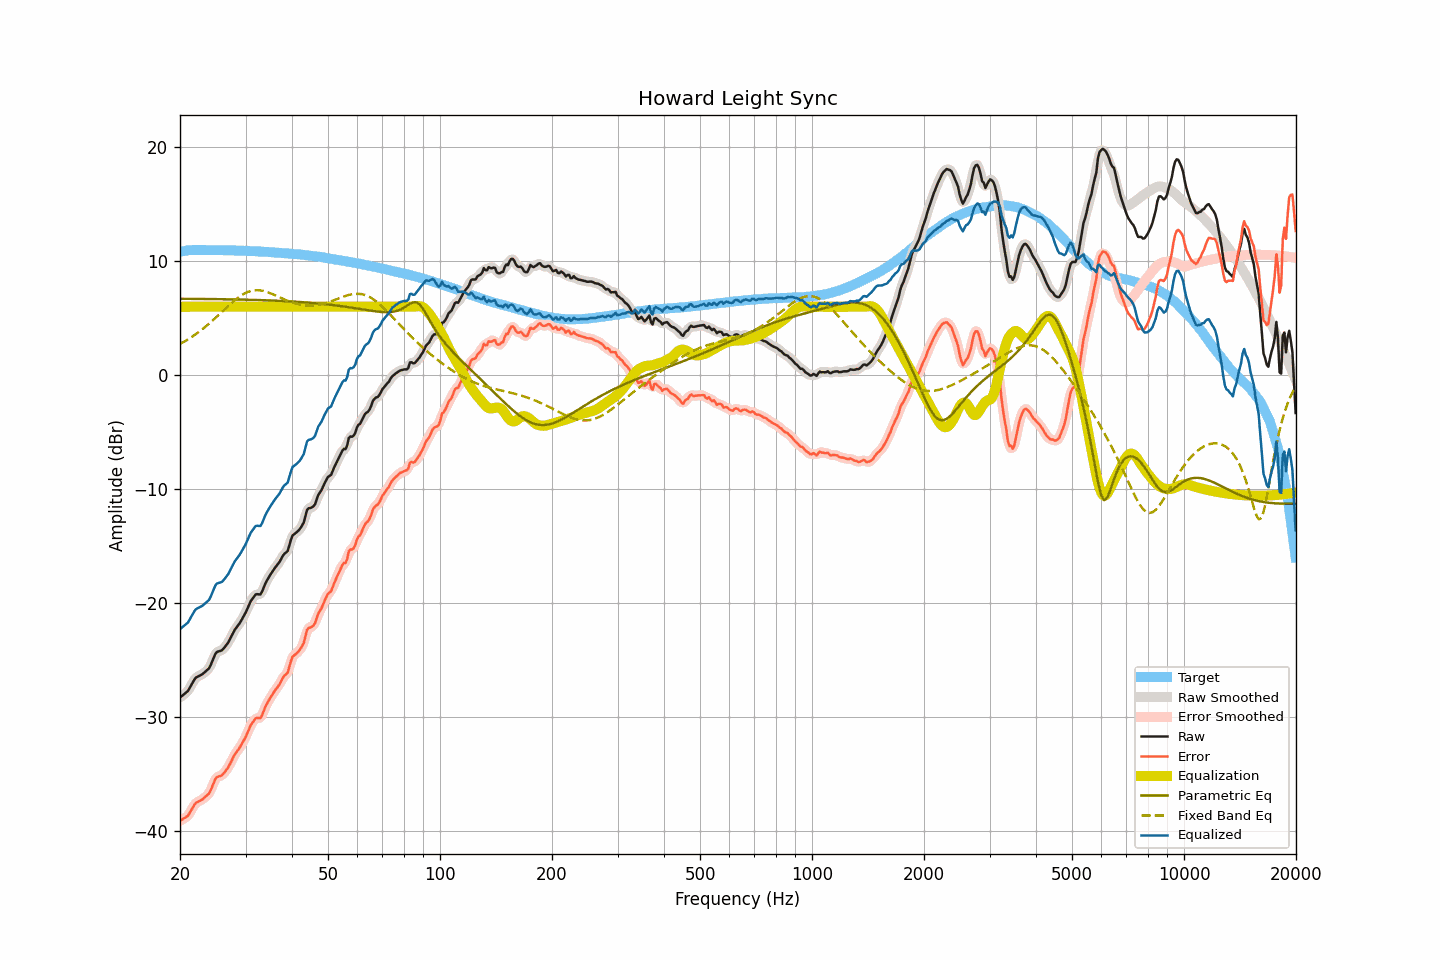 Howard Leight Sync
20
10
0
−10
−20
−30
−40
Amplitude (dBr)
20 50 100 200 500 1000 2000 5000 10000 20000
Frequency (Hz)
Target
Raw Smoothed
Error Smoothed
Raw
Error
Equalization
Parametric Eq
Fixed Band Eq
Equalized